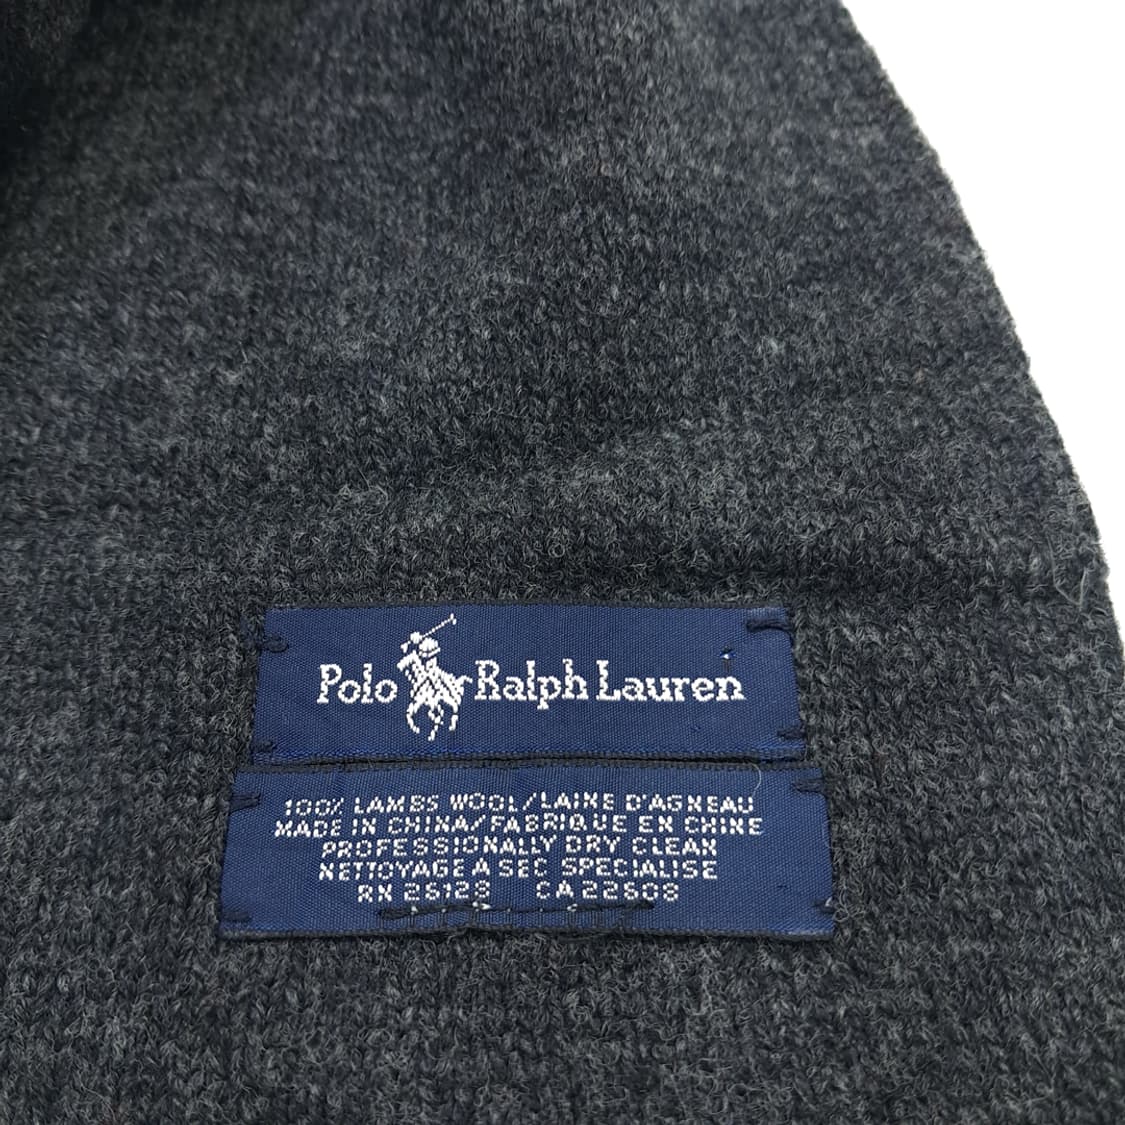 Polo Ralph Lauren
100% LAMBS WOOL/LAINE D'AGNEAU
MADE IN CHINA/FABRIQUE EN CHINE
PROFESSIONALLY DRY CLEAN
NETTOYAGE A SEC SPECIALISE
RN 26128 CA 22608